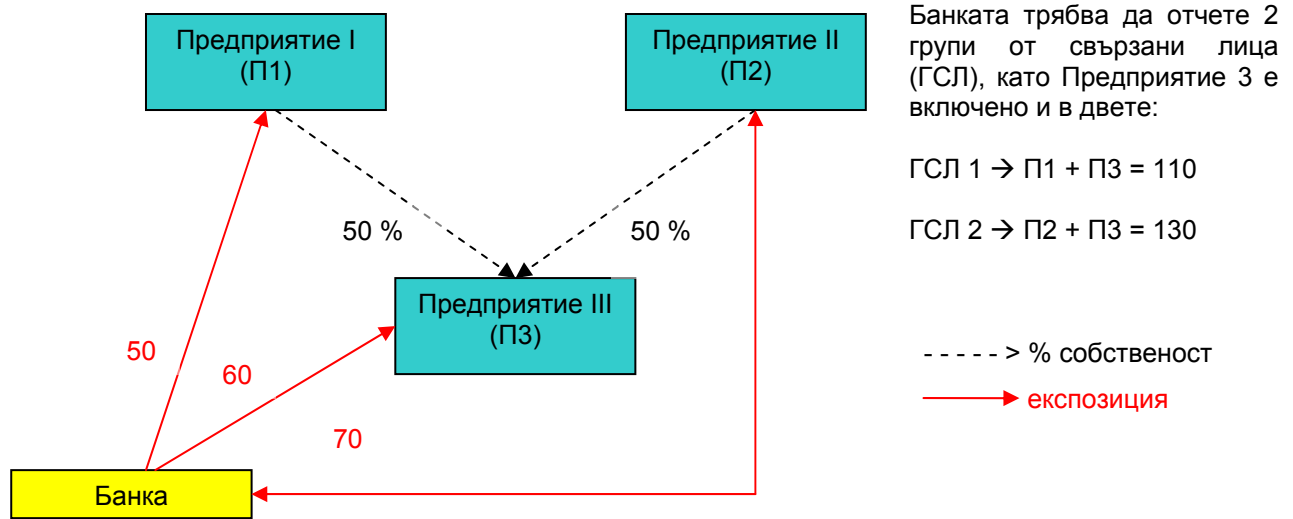 Предприятие I
(П1)
Предприятие II
(П2)
50 %
50 %
Предприятие III
(П3)
50
60
70
Банка
Банката трябва да отчете 2
групи от свързани лица
(ГСЛ), като Предприятие 3 е
включено и в двете:
ГСЛ 1 → П1 + П3 = 110
ГСЛ 2 → П2 + П3 = 130
- - - - - > % собственост
експозиция